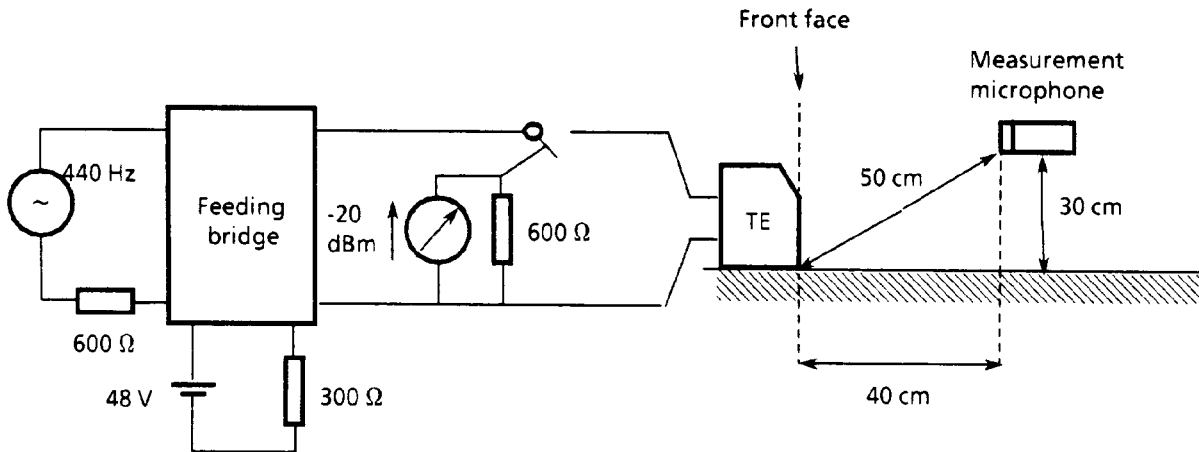 Front face
Measurement
microphone
440 Hz
~
Feeding
bridge
-20
dBm
600 Ω
TE
50 cm
30 cm
600 Ω
48 V
300 Ω
40 cm